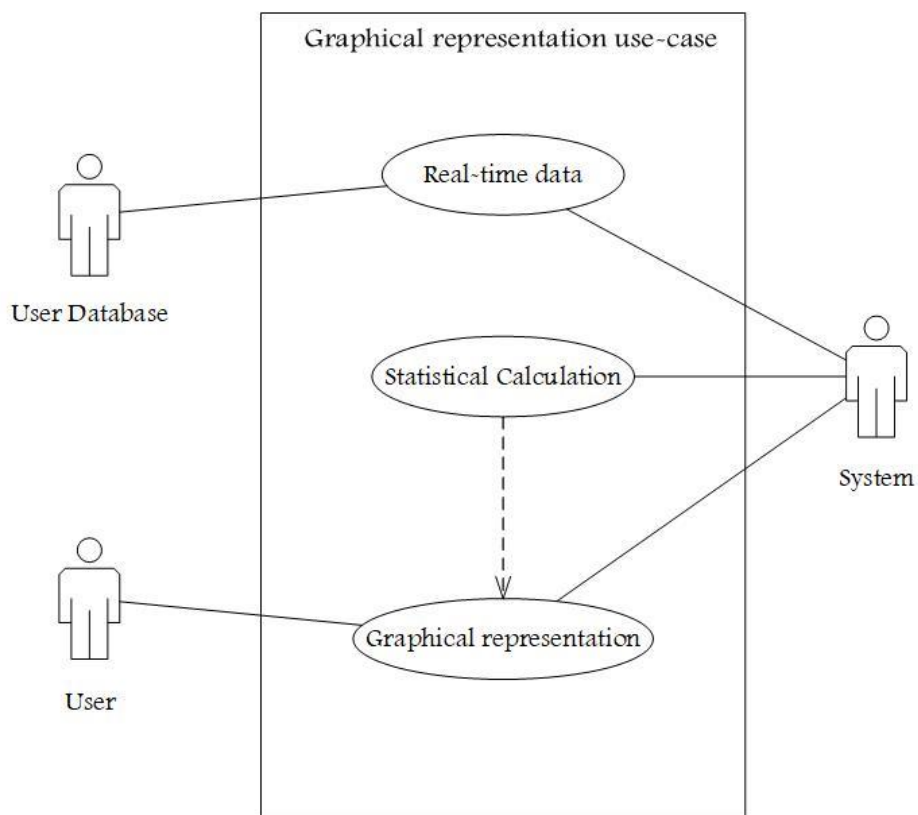 Graphical representation use-case
Real-time data
User Database
Statistical Calculation
System
Graphical representation
User